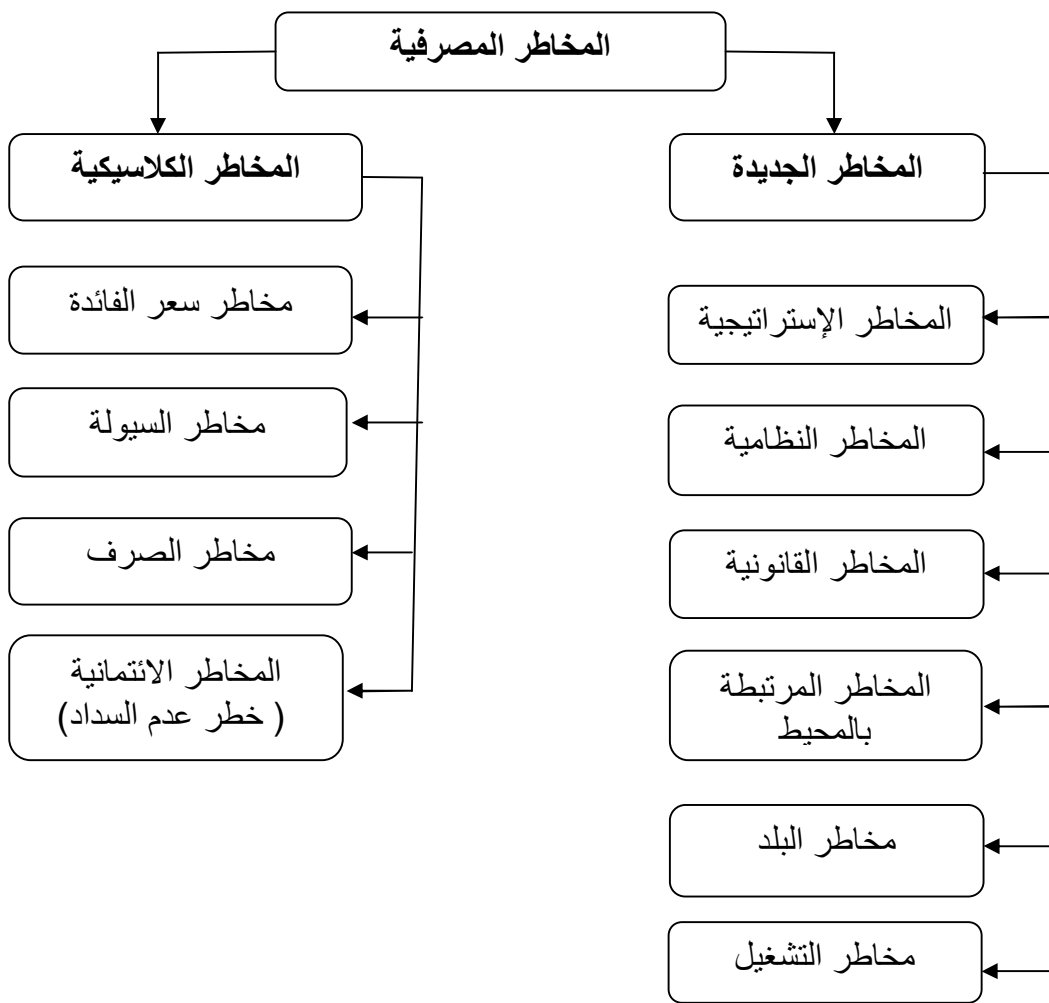 المخاطر المصرفية
المخاطر الجديدة
المخاطر الكلاسيكية
المخاطر الإستراتيجية
المخاطر النظامية
المخاطر القانونية
المخاطر المرتبطة
بالمحيط
مخاطر البلد
مخاطر التشغيل
مخاطر سعر الفائدة
مخاطر السيولة
مخاطر الصرف
المخاطر الائتمانية
( خطر عدم السداد)